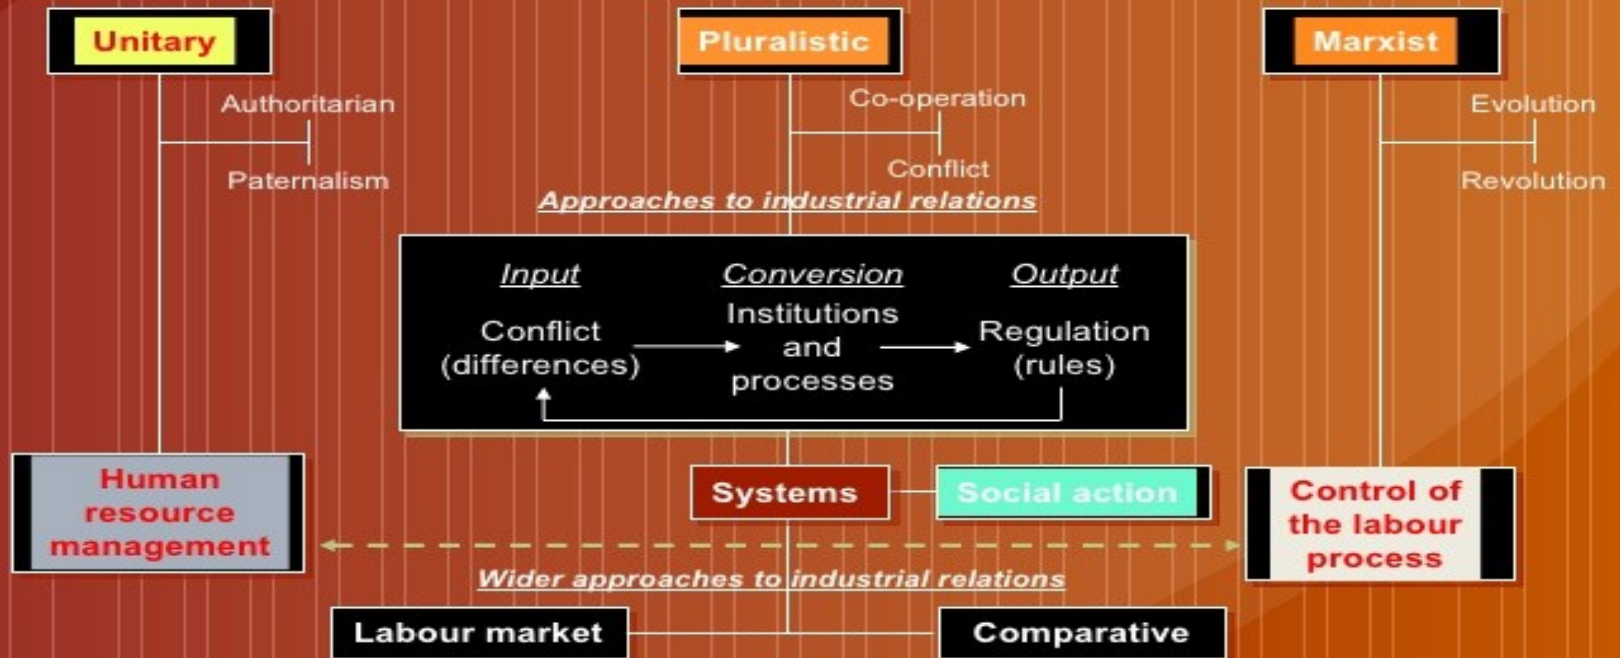 Unitary
Pluralistic
Marxist
Authoritarian
Paternalism
Co-operation
Conflict
Evolution
Revolution
Approaches to industrial relations
Input
Conversion
Output
Conflict
(differences)
Institutions
and
processes
Regulation
(rules)
Human
resource
management
Systems
Social action
Control of
the labour
process
Wider approaches to industrial relations
Labour market
Comparative